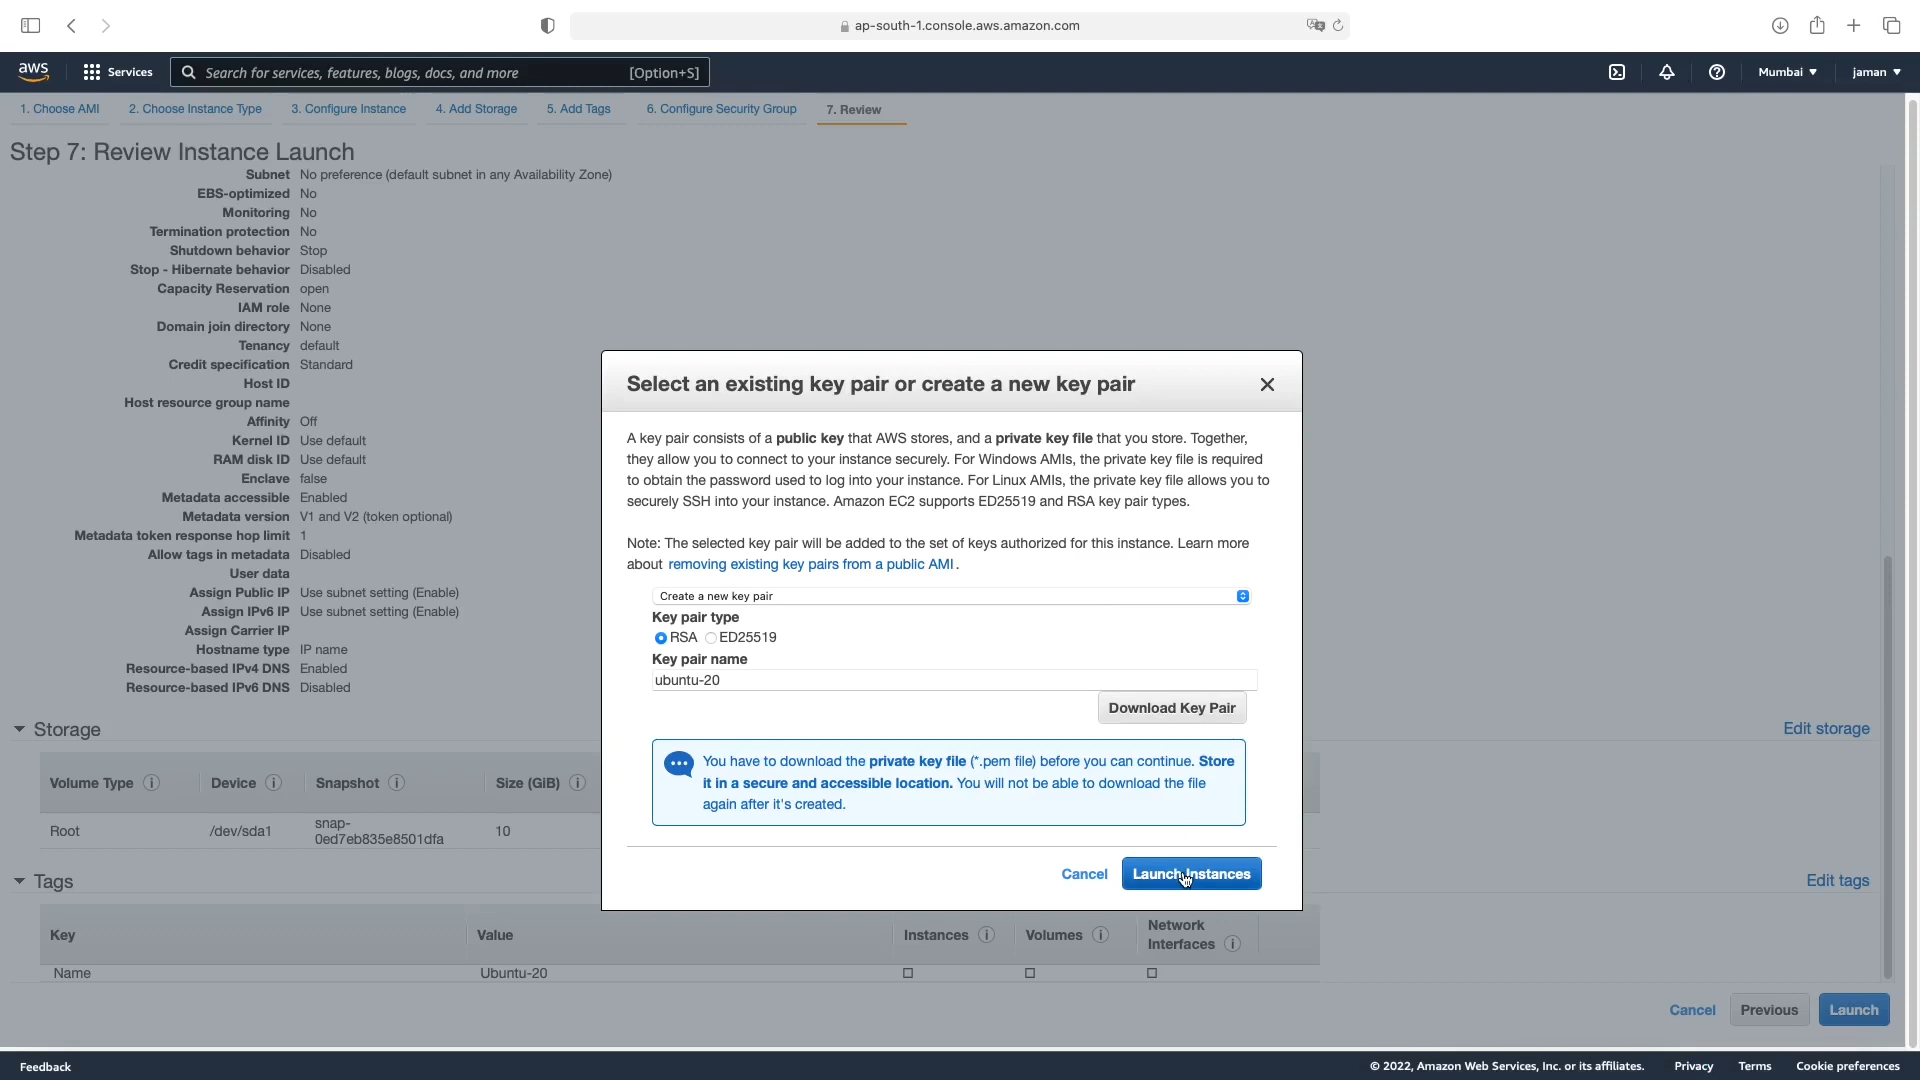 ap-south-1.console.aws.amazon.com
aws
Services
Search for services, features, blogs, docs, and more
[Option+S]
Mumbai
jaman
1. Choose AMI
2. Choose Instance Type
3. Configure Instance
4. Add Storage
5. Add Tags
6. Configure Security Group
7. Review
Step 7: Review Instance Launch
Subnet No preference (default subnet in any Availability Zone)
EBS-optimized No
Monitoring No
Termination protection No
Shutdown behavior Stop
Stop - Hibernate behavior Disabled
Capacity Reservation open
IAM role None
Domain join directory None
Tenancy default
Credit specification Standard
Host ID
Host resource group name
Affinity Off
Kernel ID Use default
RAM disk ID Use default
Enclave false
Metadata accessible Enabled
Metadata version V1 and V2 (token optional)
Metadata token response hop limit 1
Allow tags in metadata Disabled
User data
Assign Public IP Use subnet setting (Enable)
Assign IPv6 IP Use subnet setting (Enable)
Assign Carrier IP
Hostname type IP name
Resource-based IPv4 DNS Enabled
Resource-based IPv6 DNS Disabled
Select an existing key pair or create a new key pair
A key pair consists of a public key that AWS stores, and a private key file that you store. Together,
they allow you to connect to your instance securely. For Windows AMIs, the private key file is required
to obtain the password used to log into your instance. For Linux AMIs, the private key file allows you to
securely SSH into your instance. Amazon EC2 supports ED25519 and RSA key pair types.
Note: The selected key pair will be added to the set of keys authorized for this instance. Learn more
about removing existing key pairs from a public AMI.
Create a new key pair
Key pair type
RSA ED25519
Key pair name
ubuntu-20
Download Key Pair
You have to download the private key file (*.pem file) before you can continue. Store
it in a secure and accessible location. You will not be able to download the file
again after it's created.
Cancel
Launch Instances
Storage
Edit storage
Volume Type
Device
Snapshot
Size (GiB)
Root
/dev/sda1
snap-
0ed7eb835e8501dfa
10
Tags
Edit tags
Key
Value
Instances
Volumes
Network
Interfaces
Name
Ubuntu-20
Cancel
Previous
Launch
Feedback
© 2022, Amazon Web Services, Inc. or its affiliates.
Privacy
Terms
Cookie preferences